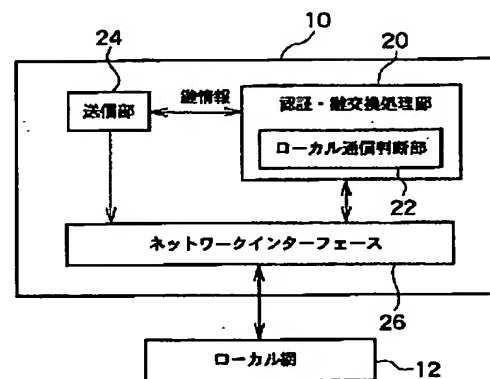 24
10
20
送信部
鍵情報
認証・鍵交換処理部
ローカル通信判断部
22
ネットワークインターフェース
26
ローカル網
12